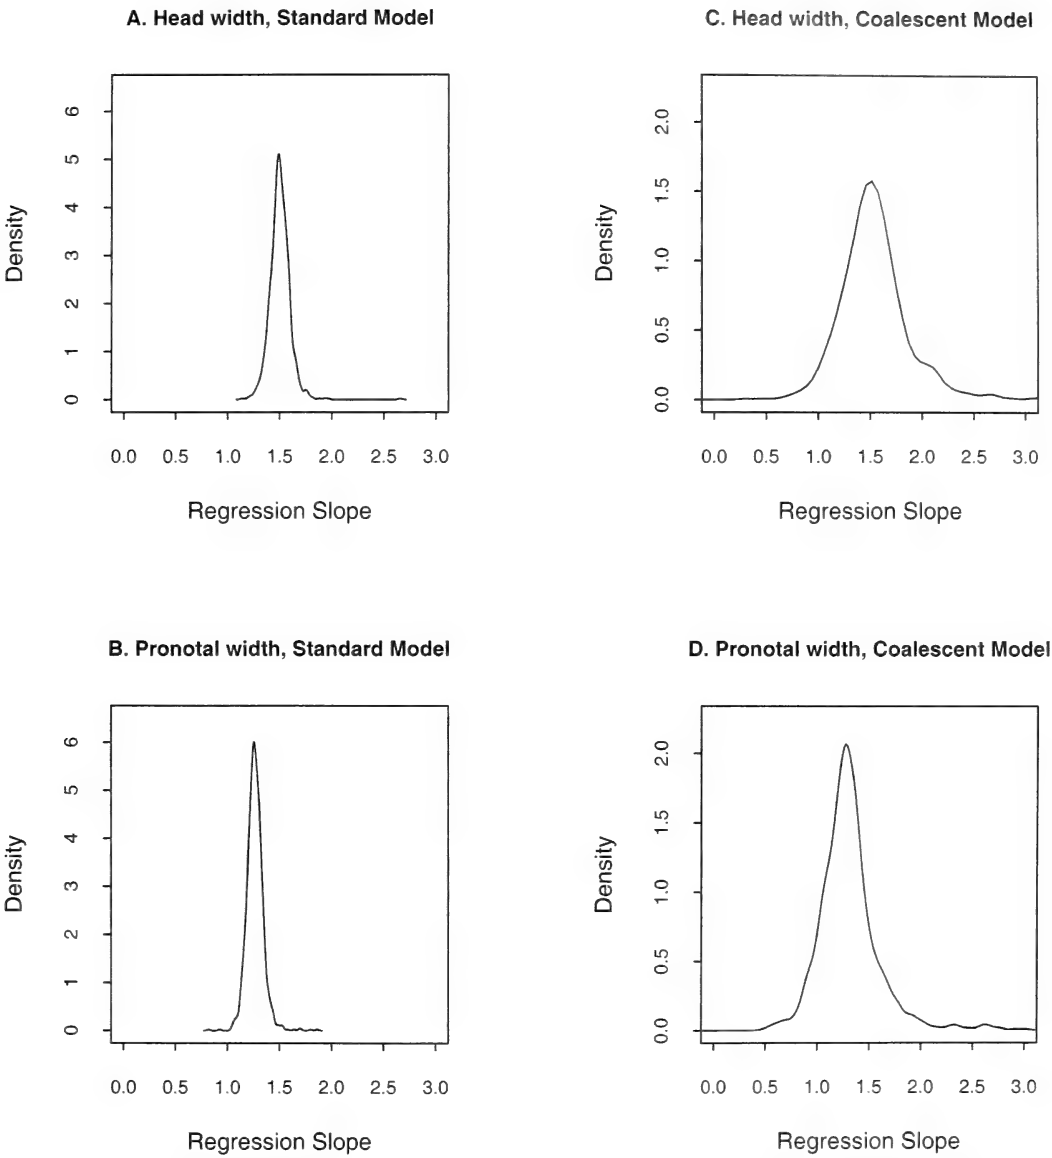 A. Head width, Standard Model
Density
0 1 2 3 4 5 6
0.0 0.5 1.0 1.5 2.0 2.5 3.0
Regression Slope
C. Head width, Coalescent Model
Density
0.0 0.5 1.0 1.5 2.0
0.0 0.5 1.0 1.5 2.0 2.5 3.0
Regression Slope
B. Pronotal width, Standard Model
Density
0 1 2 3 4 5 6
0.0 0.5 1.0 1.5 2.0 2.5 3.0
Regression Slope
D. Pronotal width, Coalescent Model
Density
0.0 0.5 1.0 1.5 2.0
0.0 0.5 1.0 1.5 2.0 2.5 3.0
Regression Slope